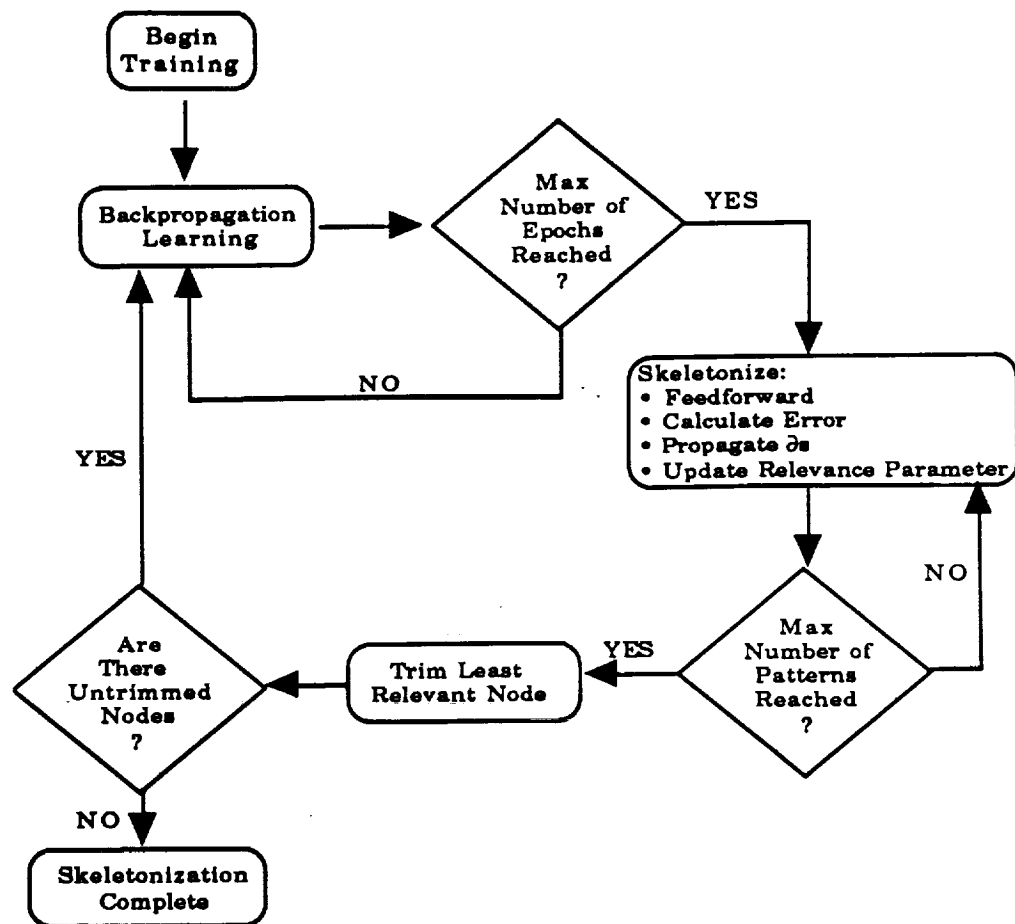 Begin
Training
Backpropagation
Learning
Max
Number of
Epochs
Reached
?
YES
NO
Skeletonize:
• Feedforward
• Calculate Error
• Propagate ∂s
• Update Relevance Parameter
NO
Max
Number of
Patterns
Reached
?
YES
Trim Least
Relevant Node
Are
There
Untrimmed
Nodes
?
YES
NO
Skeletonization
Complete